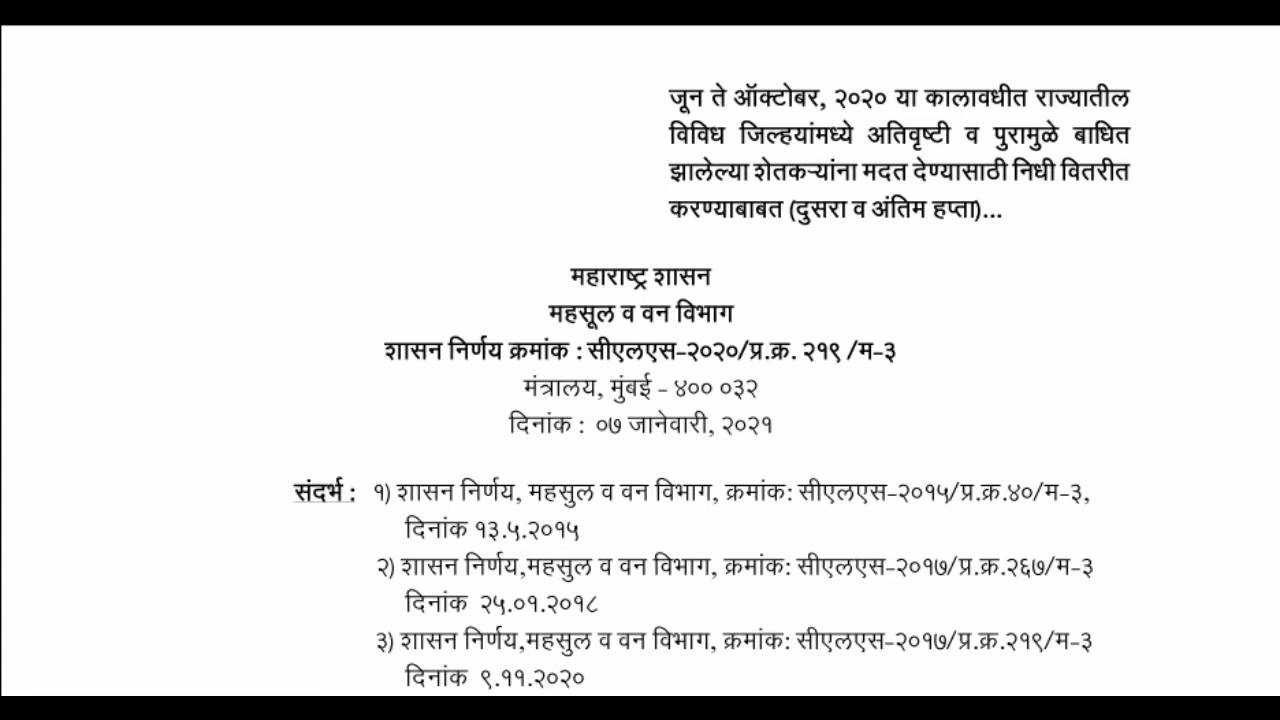 जून ते ऑक्टोबर, २०२० या कालावधीत राज्यातील
विविध जिल्हयांमध्ये अतिवृष्टी व पुरामुळे बाधित
झालेल्या शेतकऱ्यांना मदत देण्यासाठी निधी वितरीत
करण्याबाबत (दुसरा व अंतिम हप्ता)...
महाराष्ट्र शासन
महसूल व वन विभाग
शासन निर्णय क्रमांक : सीएलएस-२०२०/प्र.क्र. २१९ /म-३
मंत्रालय, मुंबई - ४०० ०३२
दिनांक : ०७ जानेवारी, २०२१
संदर्भ : १) शासन निर्णय, महसुल व वन विभाग, क्रमांक: सीएलएस-२०१५/प्र.क्र.४०/म-३,
दिनांक १३.५.२०१५
२) शासन निर्णय,महसुल व वन विभाग, क्रमांक: सीएलएस-२०१७/प्र.क्र.२६७/म-३
दिनांक २५.०१.२०१८
३) शासन निर्णय,महसुल व वन विभाग, क्रमांक: सीएलएस-२०१७/प्र.क्र.२१९/म-३
दिनांक ९.११.२०२०